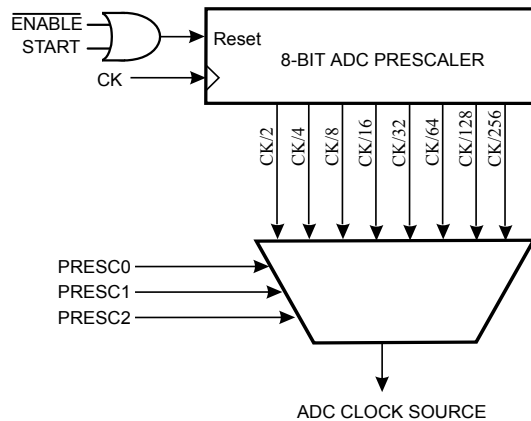 ENABLE
START
CK
Reset
8-BIT ADC PRESCALER
CK/2
CK/4
CK/8
CK/16
CK/32
CK/64
CK/128
CK/256
PRESC0
PRESC1
PRESC2
ADC CLOCK SOURCE